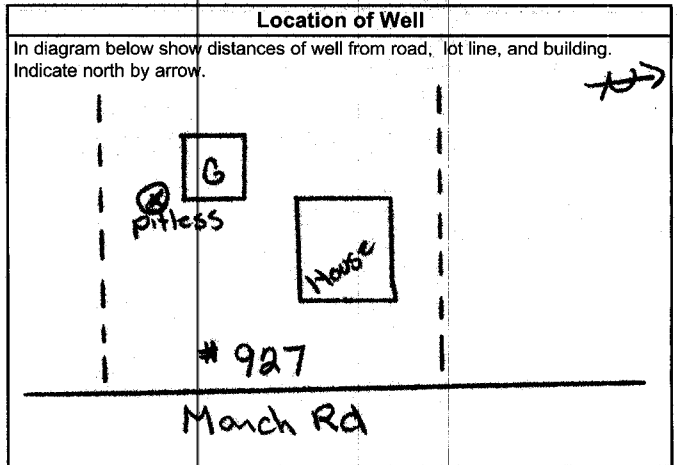 Location of Well
In diagram below show distances of well from road, lot line, and building.
Indicate north by arrow.
N
G
pitless
House
# 927
March Rd